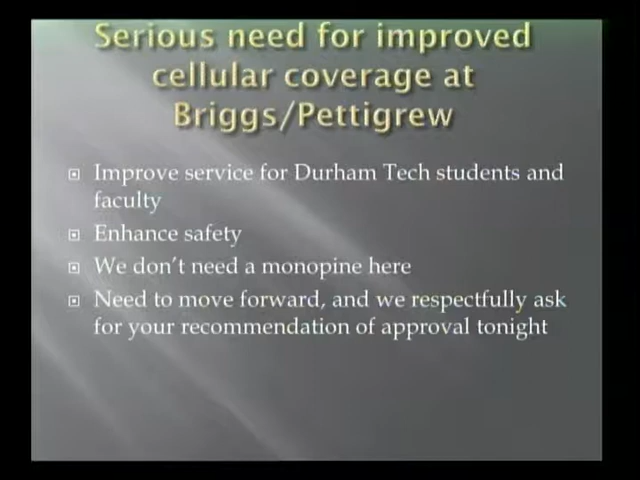 Serious need for improved
cellular coverage at
Briggs/Pettigrew
Improve service for Durham Tech students and
faculty
Enhance safety
We don't need a monopine here
Need to move forward, and we respectfully ask
for your recommendation of approval tonight